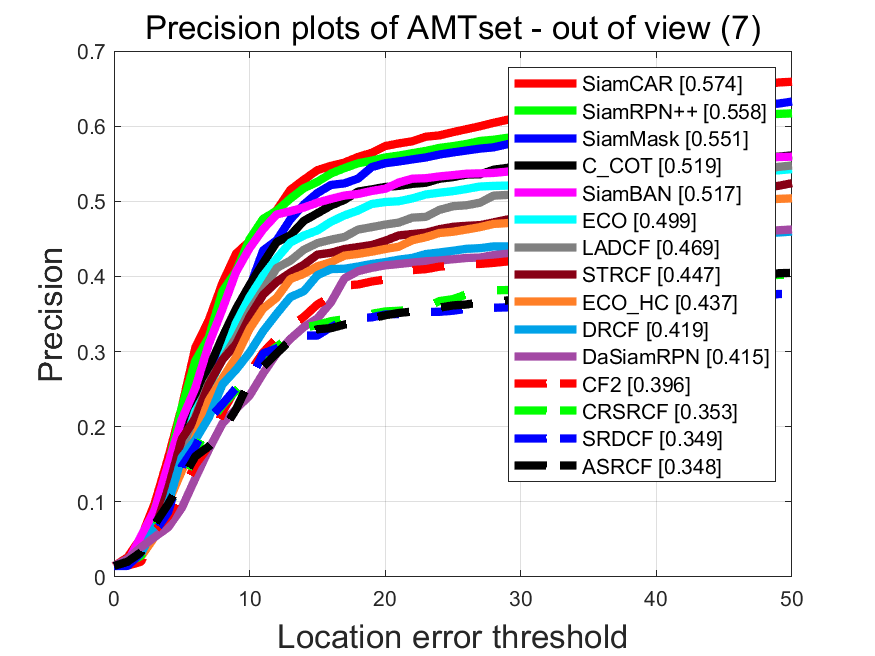 Precision plots of AMTset - out of view (7)
0.7
0.6
0.5
0.4
0.3
0.2
0.1
0
Precision
SiamCAR [0.574]
SiamRPN++ [0.558]
SiamMask [0.551]
C_COT [0.519]
SiamBAN [0.517]
ECO [0.499]
LADCF [0.469]
STRCF [0.447]
ECO_HC [0.437]
DRCF [0.419]
DaSiamRPN [0.415]
CF2 [0.396]
CRSRCF [0.353]
SRDCF [0.349]
ASRCF [0.348]
0 10 20 30 40 50
Location error threshold